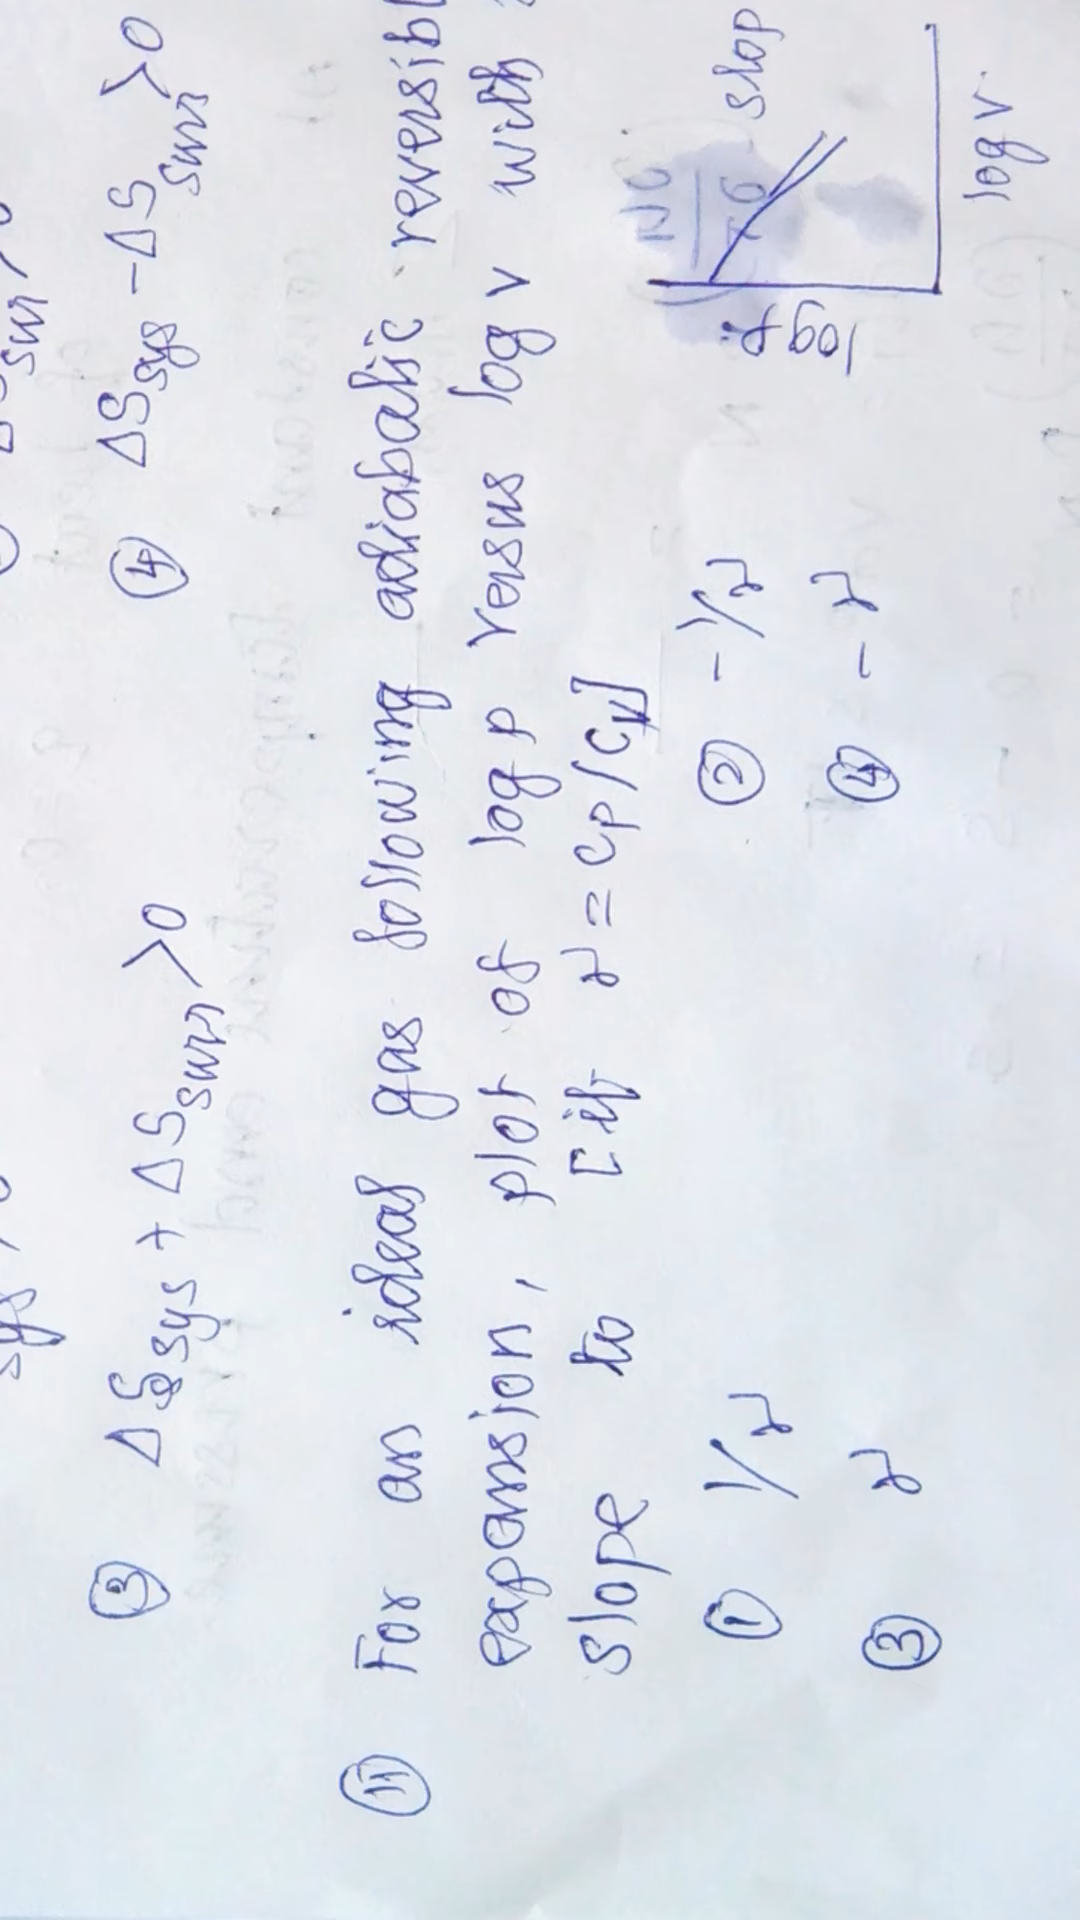 ③ ΔSsys + ΔSsurr >0 ④ ΔSsys -ΔSsurr >0
⑪ For an ideal gas following adiabatic reversibl
expansion, plot of log P versus log V with
slope to [if γ = CP/CV]
① 1/γ ② -1/γ
③ γ ④ -γ
log P
slop
log V